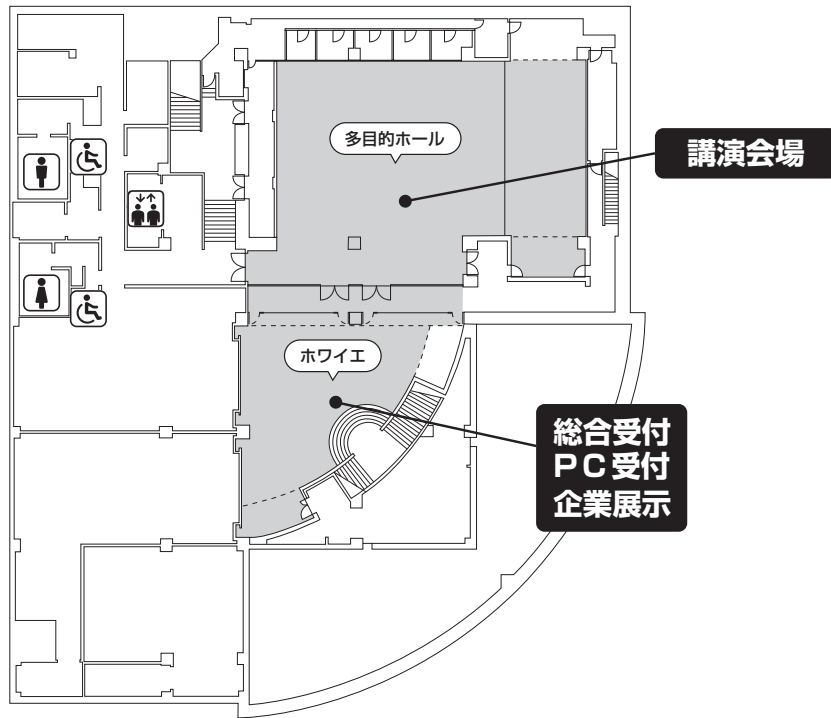 多目的ホール
講演会場
ホワイエ
総合受付
ＰＣ受付
企業展示